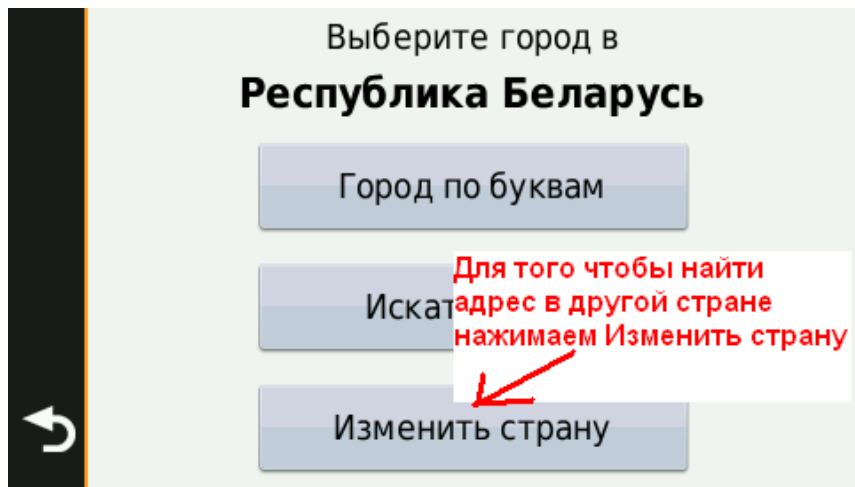 Выберите город в
Республика Беларусь
Город по буквам
Для того чтобы найти
адрес в другой стране
нажимаем Изменить страну
Изменить страну